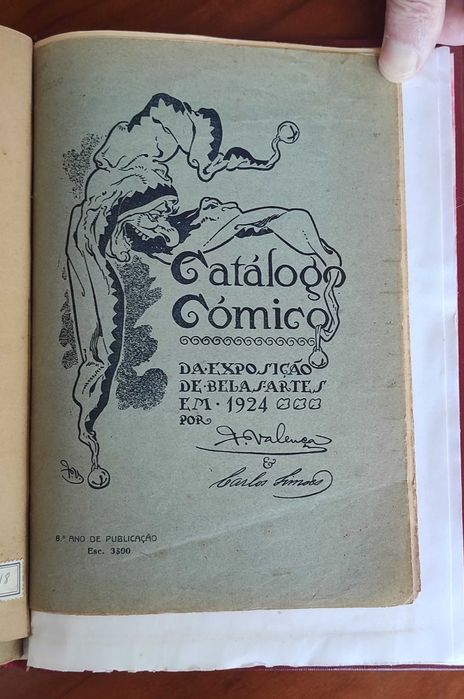 Catálogo
Cómico
DA·EXPOSIÇÃO
DE·BELAS·ARTES
EM·1924
POR
F. Valença
&
Carlos Simões
8.º ANO DE PUBLICAÇÃO
Esc. 3$00
18